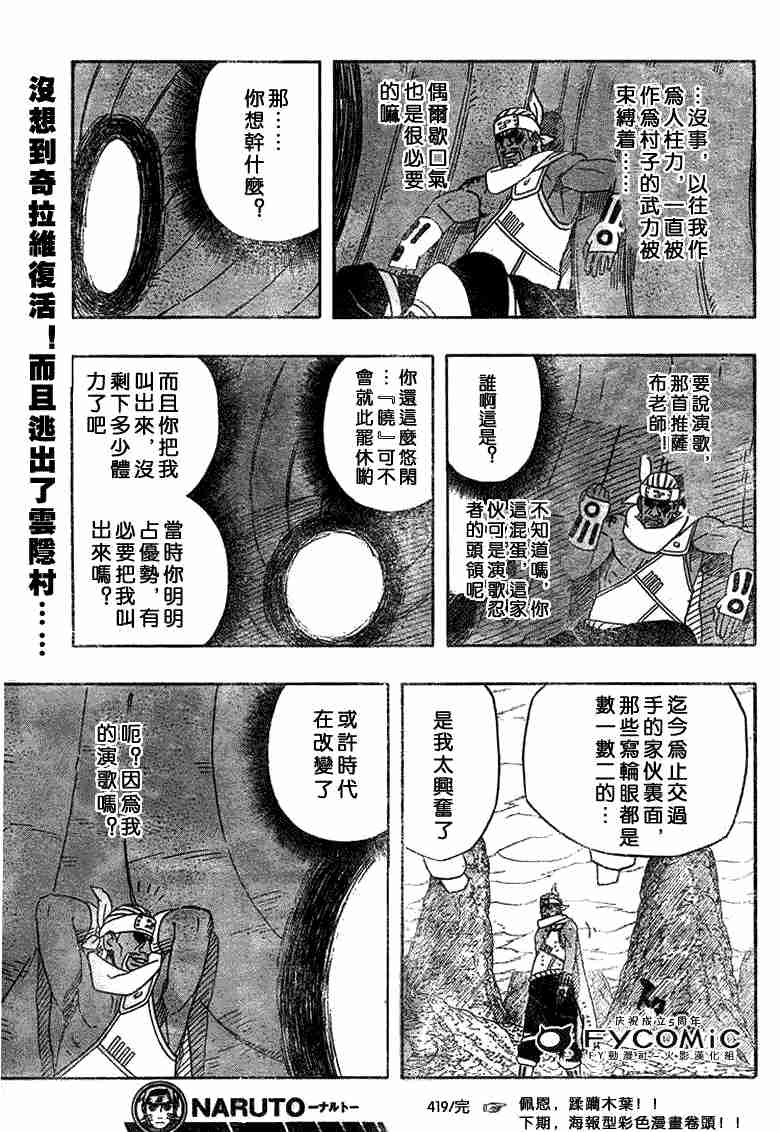 …沒事，以往我作
爲人柱力，一直被
作爲村子的武力被
束縛着……
偶爾歇口氣
也是很必要
的嘛
那……
你想幹什麼？
沒想到奇拉維復活！而且逃出了雲隱村……
要說演歌，
那首推薩
布老師！
誰啊這是？
不知道嗎，你
這混蛋，這家
伙可是演歌忍
者的頭領呢
你還這麼悠閑
…『曉』可不
會就此罷休喲
而且你把我
叫出來，沒
剩下多少體
力了吧
當時你明明
占優勢，有
必要把我叫
出來嗎？
迄今爲止交過
手的家伙裏面，
那些寫輪眼都是
數一數二的…
是我太
興奮了
或許時代
在改變了
呃？因爲我
的演歌嗎？
庆祝成立5周年
FYCOMIC
FY動漫社－火影漢化組
NARUTO
－ナルト－
419/完
佩恩，蹂躪木葉！！
下期，海報型彩色漫畫卷頭！！